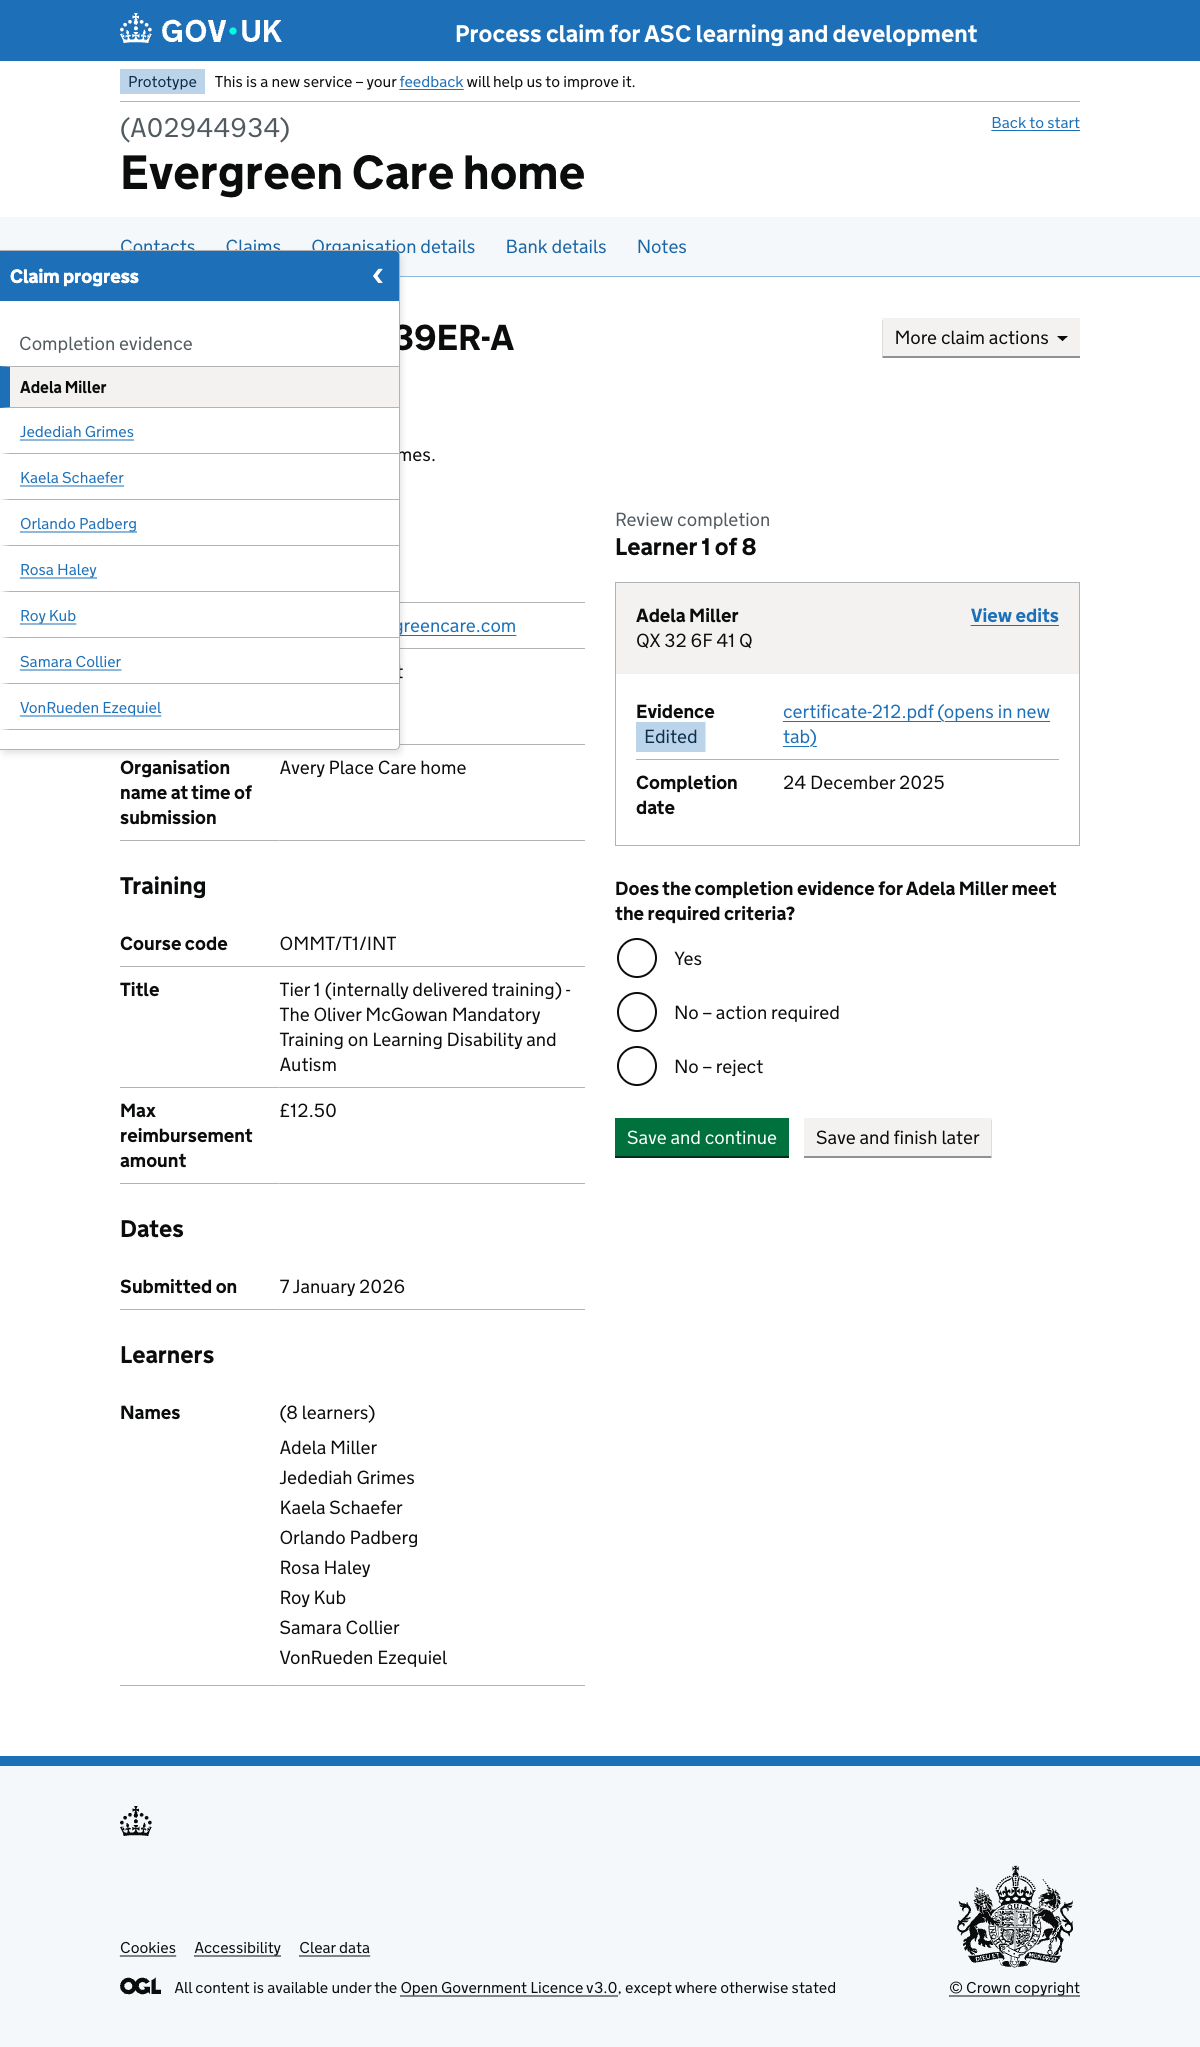 GOV·UK
Process claim for ASC learning and development
Prototype
This is a new service – your feedback will help us to improve it.
(A02944934)
Back to start
Evergreen Care home
Contacts
Claims
Organisation details
Bank details
Notes
Claim progress
Completion evidence
Adela Miller
Jedediah Grimes
Kaela Schaefer
Orlando Padberg
Rosa Haley
Roy Kub
Samara Collier
VonRueden Ezequiel
39ER-A
More claim actions
mes.
greencare.com
Organisation
name at time of
submission
Avery Place Care home
Training
Course code
OMMT/T1/INT
Title
Tier 1 (internally delivered training) -
The Oliver McGowan Mandatory
Training on Learning Disability and
Autism
Max
reimbursement
amount
£12.50
Dates
Submitted on
7 January 2026
Learners
Names
(8 learners)
Adela Miller
Jedediah Grimes
Kaela Schaefer
Orlando Padberg
Rosa Haley
Roy Kub
Samara Collier
VonRueden Ezequiel
Review completion
Learner 1 of 8
Adela Miller
View edits
QX 32 6F 41 Q
Evidence
Edited
certificate-212.pdf (opens in new
tab)
Completion
date
24 December 2025
Does the completion evidence for Adela Miller meet
the required criteria?
Yes
No – action required
No – reject
Save and continue
Save and finish later
Cookies
Accessibility
Clear data
OGL
All content is available under the Open Government Licence v3.0, except where otherwise stated
© Crown copyright